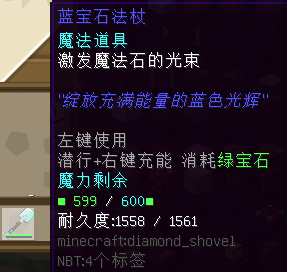 蓝宝石法杖
魔法道具
激发魔法石的光束
"绽放充满能量的蓝色光辉"
左键使用
潜行+右键充能 消耗绿宝石
魔力剩余
■ 599 / 600■
耐久度:1558 / 1561
minecraft:diamond_shovel
NBT:4个标签